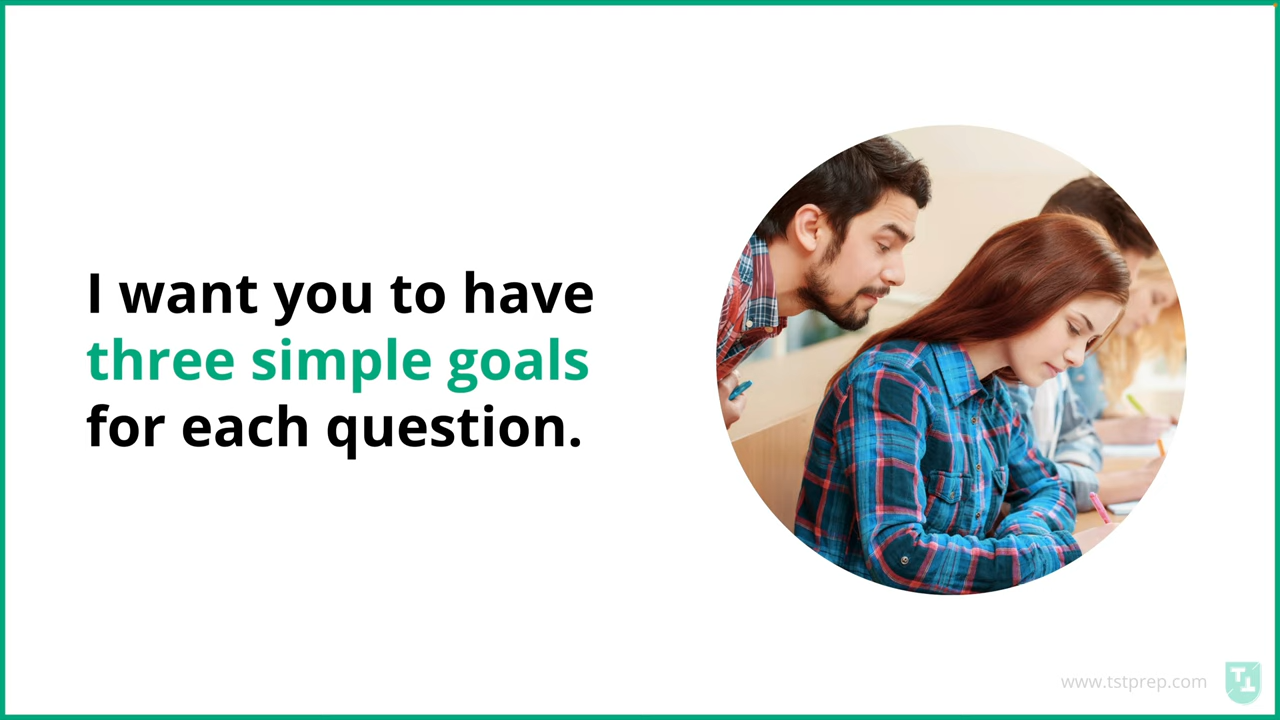 I want you to have
three simple goals
for each question.
www.tstprep.com